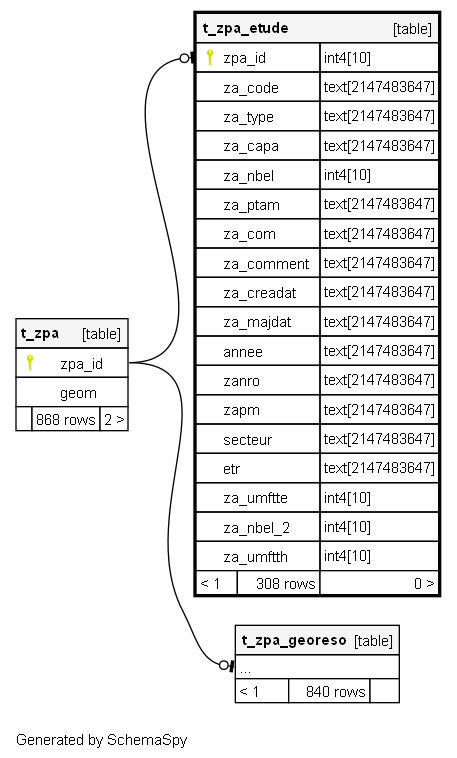 t_zpa_etude [table]
zpa_id int4[10]
za_code text[2147483647]
za_type text[2147483647]
za_capa text[2147483647]
za_nbel int4[10]
za_ptam text[2147483647]
za_com text[2147483647]
za_comment text[2147483647]
za_creadat text[2147483647]
za_majdat text[2147483647]
annee text[2147483647]
zanro text[2147483647]
zapm text[2147483647]
secteur text[2147483647]
etr text[2147483647]
za_umftte int4[10]
za_nbel_2 int4[10]
za_umftth int4[10]
< 1 308 rows 0 >
t_zpa [table]
zpa_id
geom
868 rows 2 >
t_zpa_georeso [table]
...
< 1 840 rows
Generated by SchemaSpy